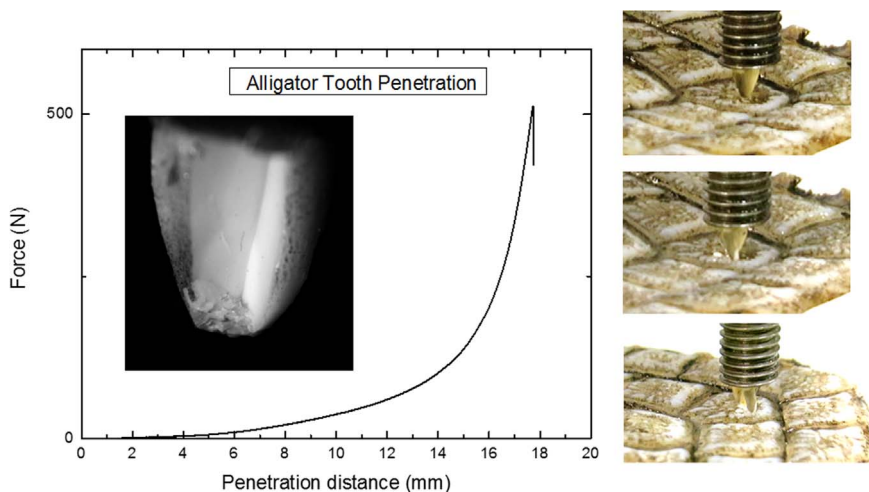 Alligator Tooth Penetration
500
Force (N)
0
0 2 4 6 8 10 12 14 16 18 20
Penetration distance (mm)